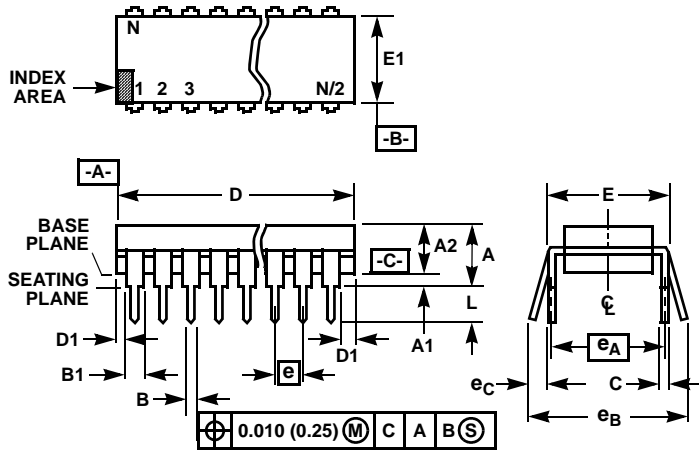 N
INDEX
AREA
1 2 3 N/2
E1
-B-
-A-
D
E
BASE
PLANE
SEATING
PLANE
-C-
A2
A
L
D1
B1
B
e
D1
A1
℄
eA
eC
C
eB
⌖ 0.010 (0.25) Ⓜ C A B Ⓢ